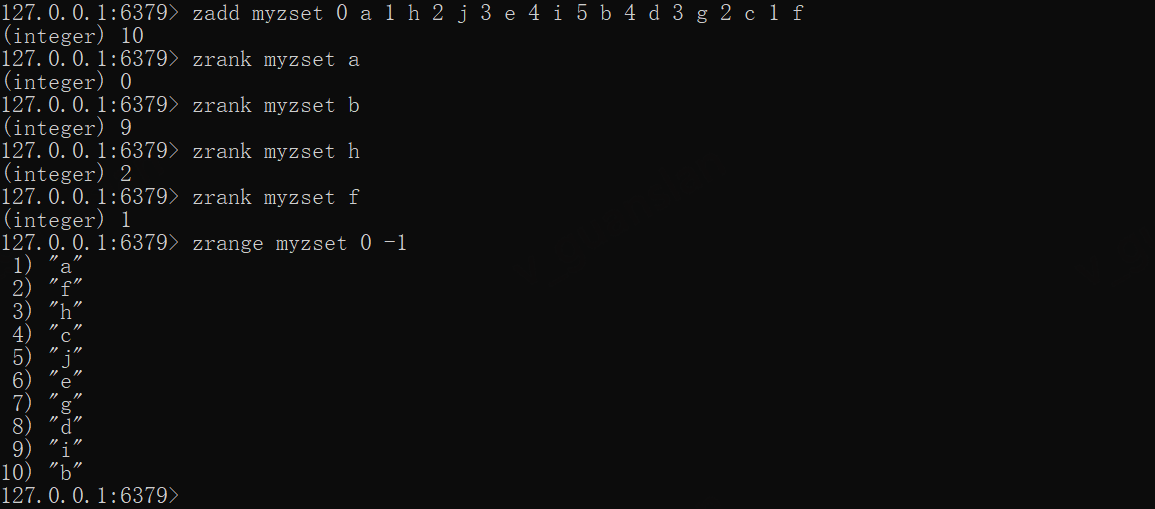 127.0.0.1:6379> zadd myzset 0 a 1 h 2 j 3 e 4 i 5 b 4 d 3 g 2 c 1 f
(integer) 10
127.0.0.1:6379> zrank myzset a
(integer) 0
127.0.0.1:6379> zrank myzset b
(integer) 9
127.0.0.1:6379> zrank myzset h
(integer) 2
127.0.0.1:6379> zrank myzset f
(integer) 1
127.0.0.1:6379> zrange myzset 0 -1
 1) "a"
 2) "f"
 3) "h"
 4) "c"
 5) "j"
 6) "e"
 7) "g"
 8) "d"
 9) "i"
10) "b"
127.0.0.1:6379>